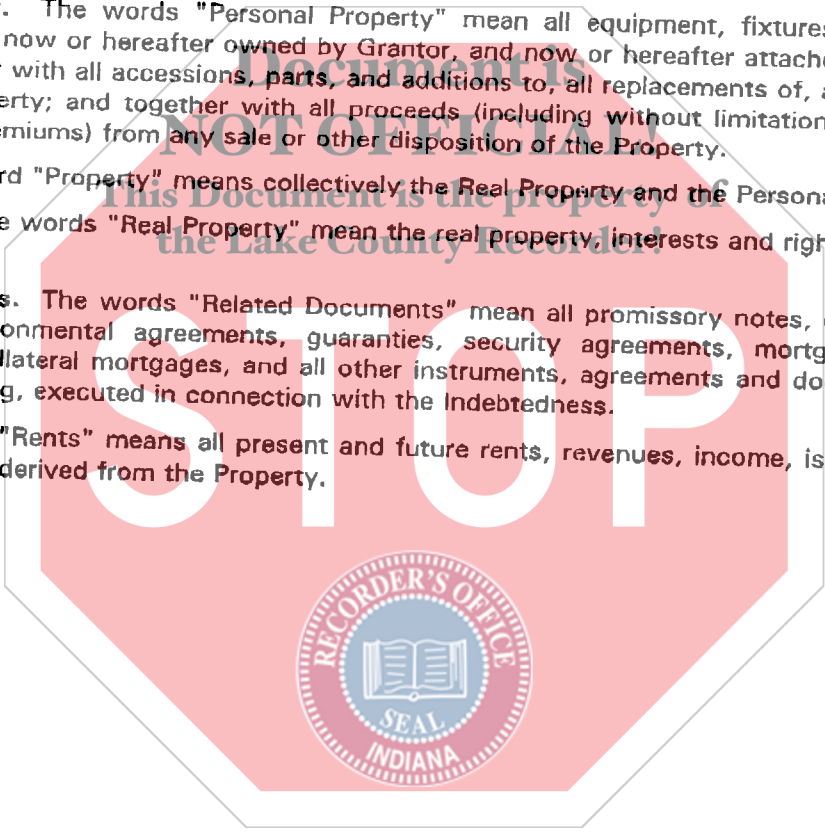 . The words "Personal Property" mean all equipment, fixtures
now or hereafter owned by Grantor, and now or hereafter attach
with all accessions, parts, and additions to, all replacements of,
erty; and together with all proceeds (including without limitation
emiums) from any sale or other disposition of the Property.
rd "Property" means collectively the Real Property and the Persona
e words "Real Property" mean the real property, interests and righ
s. The words "Related Documents" mean all promissory notes,
onmental agreements, guaranties, security agreements, mortg
llateral mortgages, and all other instruments, agreements and do
g, executed in connection with the Indebtedness.
"Rents" means all present and future rents, revenues, income, is
derived from the Property.
Document is
NOT OFFICIAL!
This Document is the property of
the Lake County Recorder!
STOP
RECORDER'S OFFICE
SEAL
INDIANA